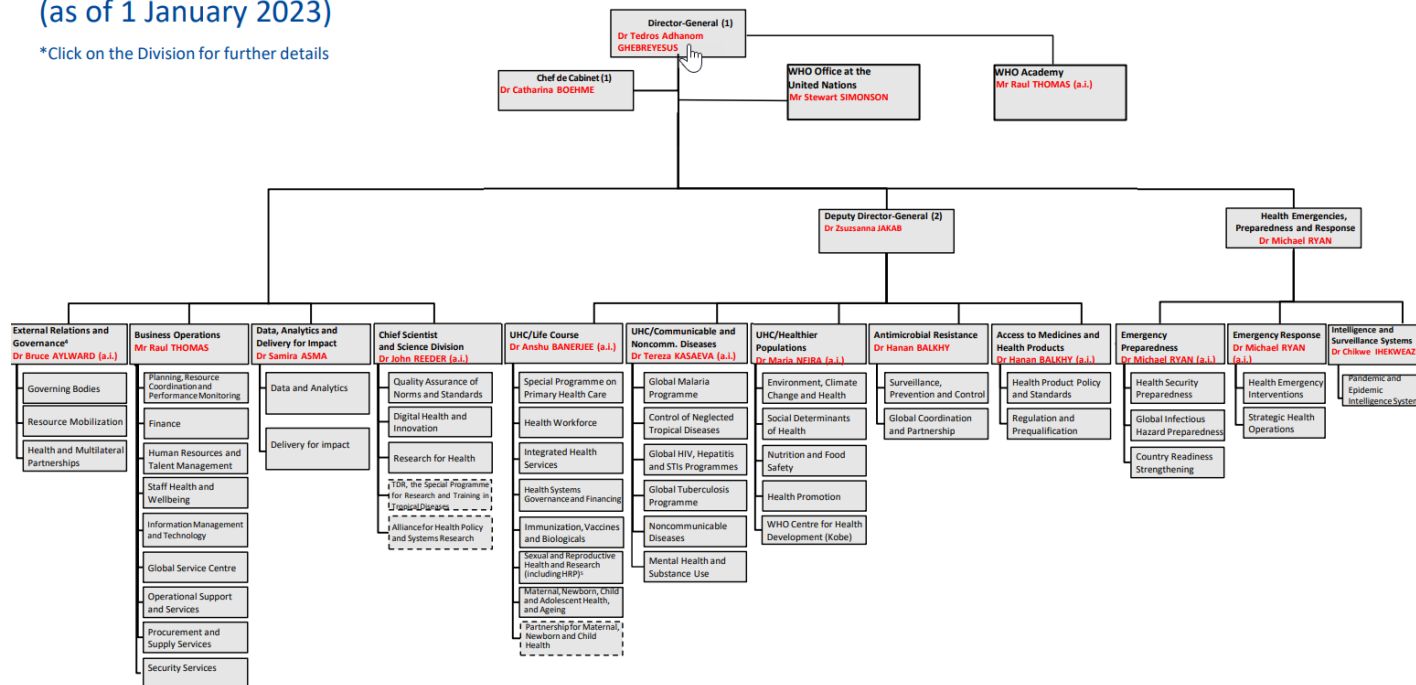 (as of 1 January 2023)
*Click on the Division for further details
Director-General (1)
Dr Tedros Adhanom
GHEBREYESUS
Chef de Cabinet (1)
Dr Catharina BOEHME
WHO Office at the
United Nations
Mr Stewart SIMONSON
WHO Academy
Mr Raul THOMAS (a.i.)
Deputy Director-General (2)
Dr Zsuzsanna JAKAB
Health Emergencies,
Preparedness and Response
Dr Michael RYAN
External Relations and
Governance⁴
Dr Bruce AYLWARD (a.i.)
Governing Bodies
Resource Mobilization
Health and Multilateral
Partnerships
Business Operations
Mr Raul THOMAS
Planning, Resource
Coordination and
Performance Monitoring
Finance
Human Resources and
Talent Management
Staff Health and
Wellbeing
Information Management
and Technology
Global Service Centre
Operational Support
and Services
Procurement and
Supply Services
Security Services
Data, Analytics and
Delivery for Impact
Dr Samira ASMA
Data and Analytics
Delivery for impact
Chief Scientist
and Science Division
Dr John REEDER (a.i.)
Quality Assurance of
Norms and Standards
Digital Health and
Innovation
Research for Health
TDR, the Special Programme
for Research and Training in
Tropical Diseases
Alliance for Health Policy
and Systems Research
UHC/Life Course
Dr Anshu BANERJEE (a.i.)
Special Programme on
Primary Health Care
Health Workforce
Integrated Health
Services
Health Systems
Governance and Financing
Immunization, Vaccines
and Biologicals
Sexual and Reproductive
Health and Research
(including HRP)⁵
Maternal, Newborn, Child
and Adolescent Health,
and Ageing
Partnership for Maternal,
Newborn and Child
Health
UHC/Communicable and
Noncomm. Diseases
Dr Tereza KASAEVA (a.i.)
Global Malaria
Programme
Control of Neglected
Tropical Diseases
Global HIV, Hepatitis
and STIs Programmes
Global Tuberculosis
Programme
Noncommunicable
Diseases
Mental Health and
Substance Use
UHC/Healthier
Populations
Dr Maria NEIRA (a.i.)
Environment, Climate
Change and Health
Social Determinants
of Health
Nutrition and Food
Safety
Health Promotion
WHO Centre for Health
Development (Kobe)
Antimicrobial Resistance
Dr Hanan BALKHY
Surveillance,
Prevention and Control
Global Coordination
and Partnership
Access to Medicines and
Health Products
Dr Hanan BALKHY (a.i.)
Health Product Policy
and Standards
Regulation and
Prequalification
Emergency
Preparedness
Dr Michael RYAN (a.i.)
Health Security
Preparedness
Global Infectious
Hazard Preparedness
Country Readiness
Strengthening
Emergency Response
Dr Michael RYAN
(a.i.)
Health Emergency
Interventions
Strategic Health
Operations
Intelligence and
Surveillance Systems
Dr Chikwe IHEKWEAZ
Pandemic and
Epidemic
Intelligence System